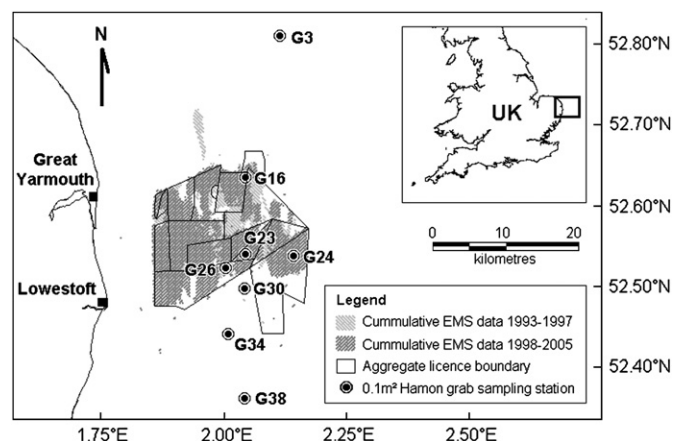 G3
52.80°N
N
UK
52.70°N
Great
Yarmouth
G16
52.60°N
0 10 20
kilometres
G23
G24
G26
52.50°N
Lowestoft
G30
Legend
Cummulative EMS data 1993-1997
Cummulative EMS data 1998-2005
Aggregate licence boundary
0.1m² Hamon grab sampling station
G34
52.40°N
G38
1.75°E 2.00°E 2.25°E 2.50°E